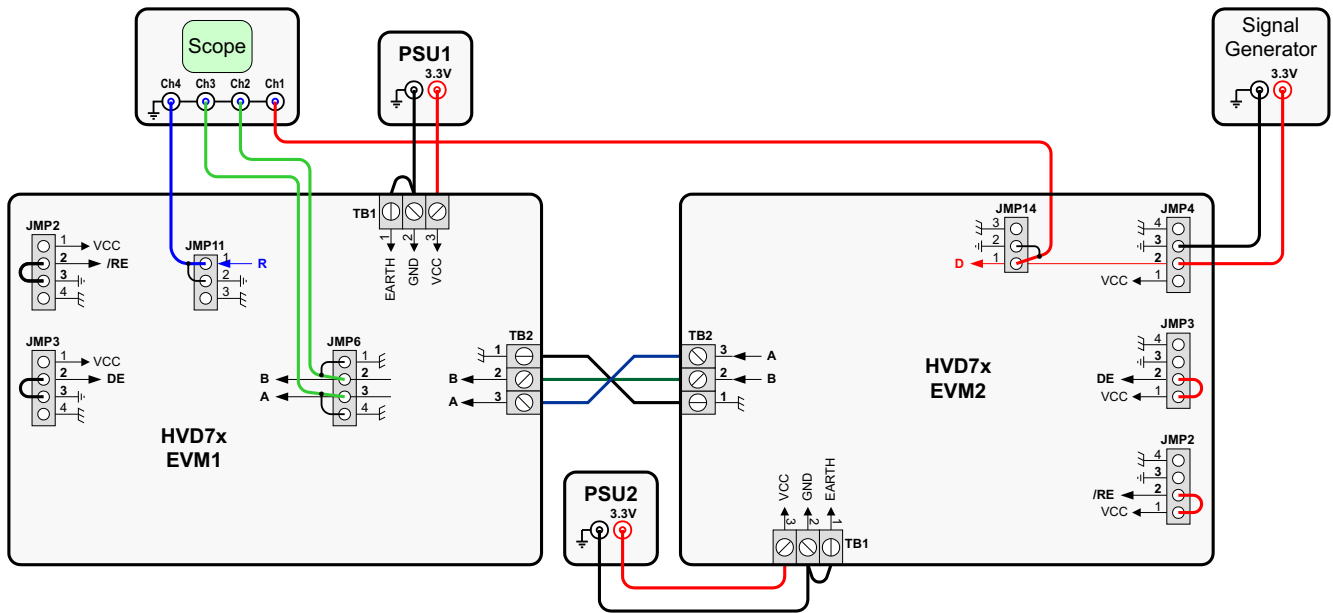 Scope
Ch4
Ch3
Ch2
Ch1
PSU1
3.3V
Signal
Generator
3.3V
JMP2
1
VCC
2
/RE
3
4
JMP11
1
R
2
3
TB1
1
2
3
EARTH
GND
VCC
JMP3
1
VCC
2
DE
3
4
JMP6
1
B
2
A
3
4
TB2
1
B
2
A
3
HVD7x
EVM1
JMP14
3
2
D
1
JMP4
4
3
2
VCC
1
TB2
3
A
2
B
1
HVD7x
EVM2
JMP3
4
3
DE
2
VCC
1
JMP2
4
3
/RE
2
VCC
1
PSU2
3.3V
VCC
GND
EARTH
3
2
1
TB1